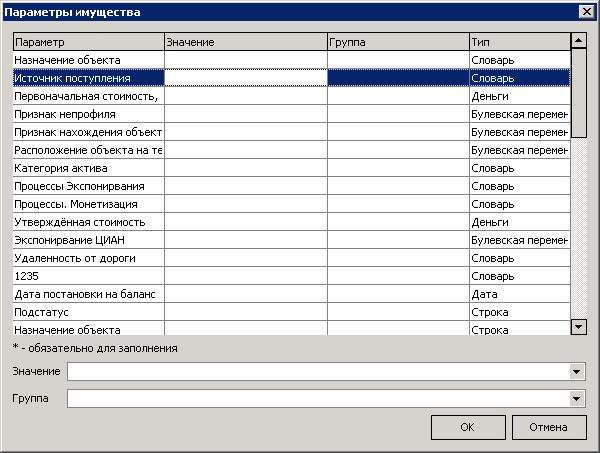 Параметры имущества
Параметр Значение Группа Тип
Назначение объекта Словарь
Источник поступления Словарь
Первоначальная стоимость, Деньги
Признак непрофиля Булевская перемен
Признак нахождения объект Булевская перемен
Расположение объекта на те Булевская перемен
Категория актива Словарь
Процессы Экспонирвания Словарь
Процессы. Монетизация Словарь
Утверждённая стоимость Деньги
Экспонирвание ЦИАН Булевская перемен
Удаленность от дороги Словарь
1235 Словарь
Дата постановки на баланс Дата
Подстатус Строка
Назначение объекта Строка
* - обязательно для заполнения
Значение
Группа
ОК Отмена